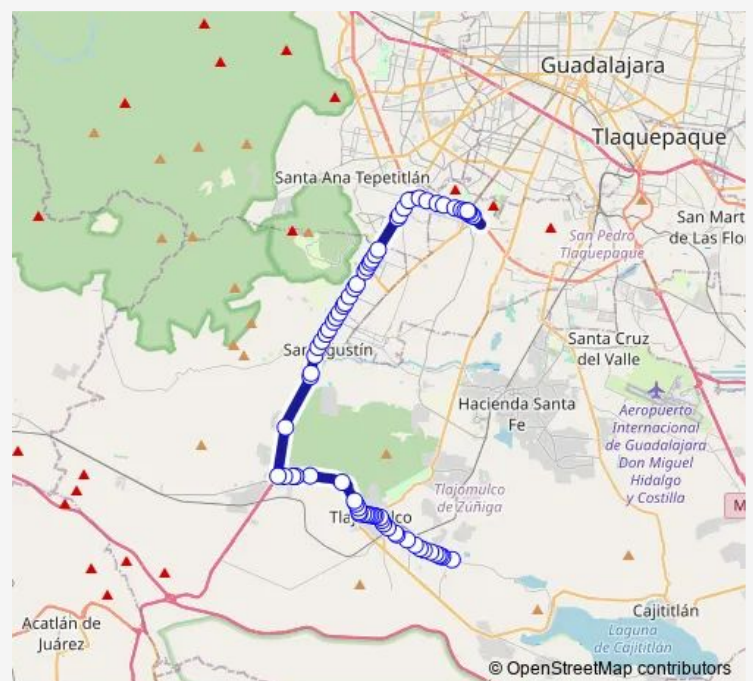 Guadalajara
Tlaquepaque
Santa Ana Tepetitlán
San Mart
de Las Flo
San Pedro
Tlaquepaque
San Agustín
Santa Cruz
del Valle
Hacienda Santa
Fe
Aeropuerto
Internacional
de Guadalajara
Don Miguel
Hidalgo
y Costilla
Tlajomulco
de Zúñiga
M
Tlaj lco
Cajititlán
Acatlán de
Juárez
Laguna
de Cajititlán
© OpenStreetMap contributors